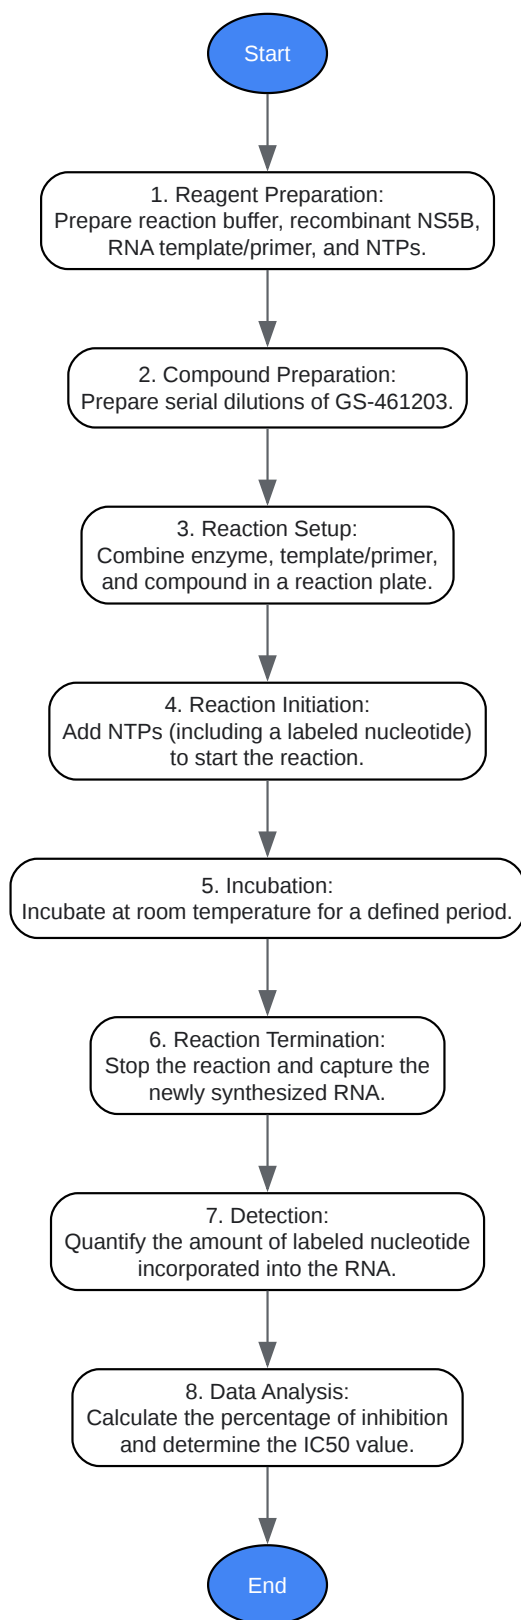 Start
1. Reagent Preparation:
Prepare reaction buffer, recombinant NS5B,
RNA template/primer, and NTPs.
2. Compound Preparation:
Prepare serial dilutions of GS-461203.
3. Reaction Setup:
Combine enzyme, template/primer,
and compound in a reaction plate.
4. Reaction Initiation:
Add NTPs (including a labeled nucleotide)
to start the reaction.
5. Incubation:
Incubate at room temperature for a defined period.
6. Reaction Termination:
Stop the reaction and capture the
newly synthesized RNA.
7. Detection:
Quantify the amount of labeled nucleotide
incorporated into the RNA.
8. Data Analysis:
Calculate the percentage of inhibition
and determine the IC50 value.
End